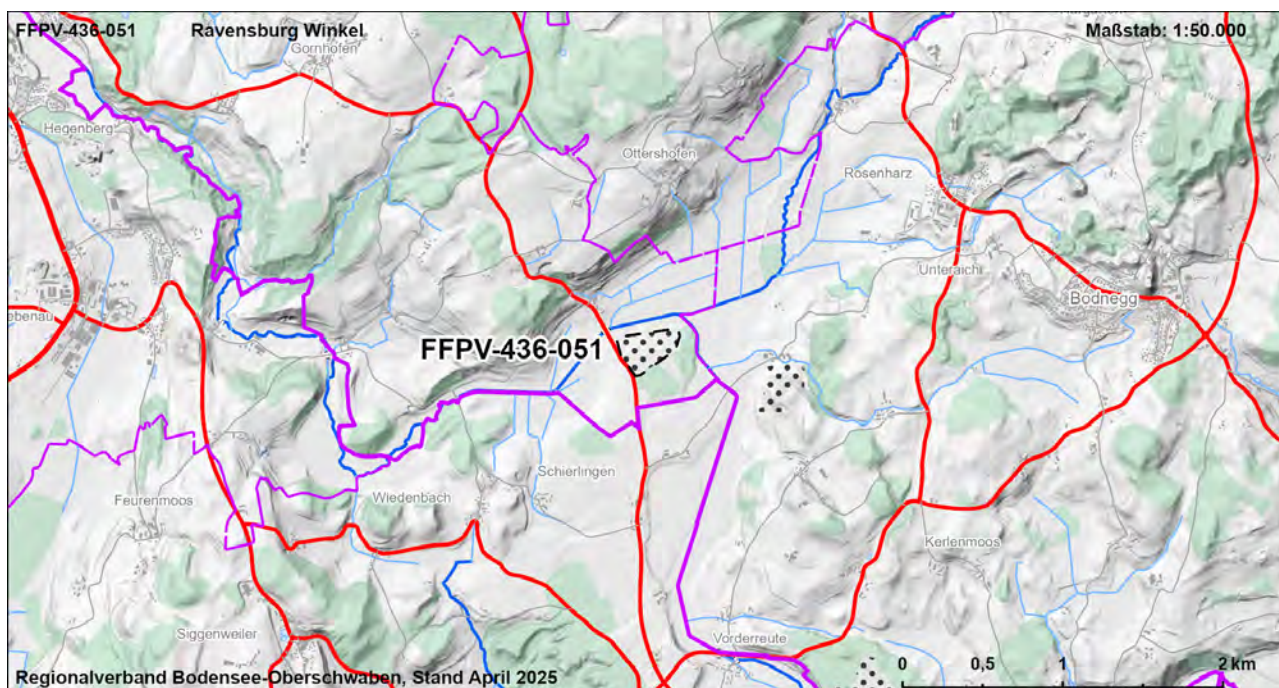 FFPV-436-051 Ravensburg Winkel Maßstab: 1:50.000
Gornhofen
Hegenberg
Ottershofen
Rosenharz
Unteraich
Bodnegg
ebenau
FFPV-436-051
Schierlingen
Feurenmoos
Wiedenbach
Kerlenmoos
Siggenweiler
Vorderreute
0 0,5 1 2 km
Regionalverband Bodensee-Oberschwaben, Stand April 2025